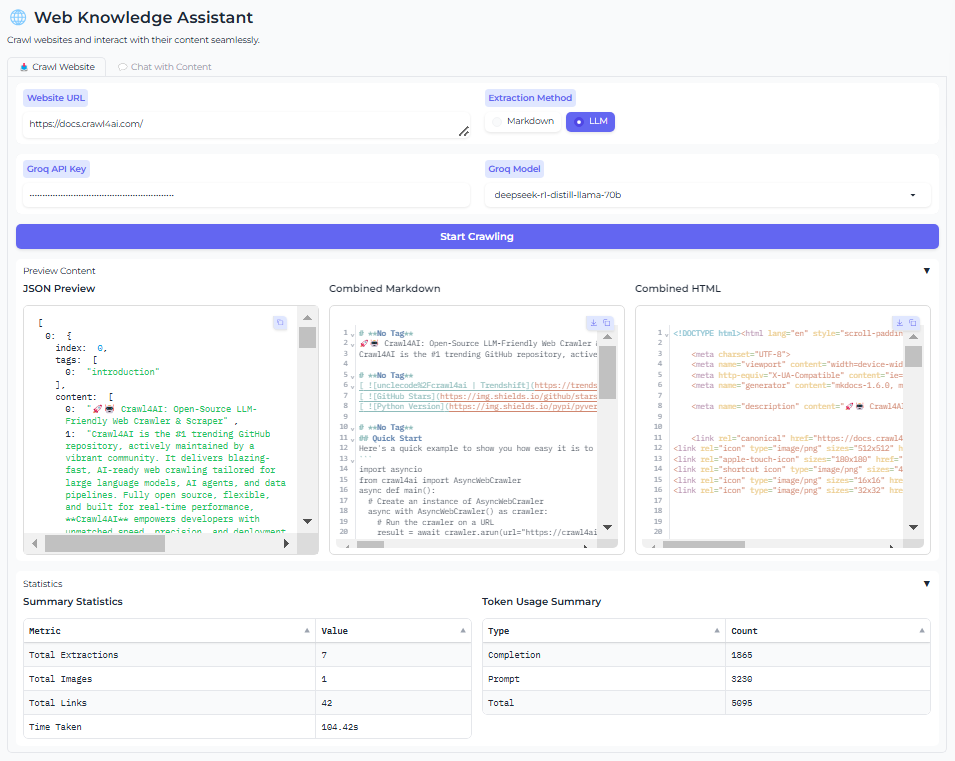 🌐 Web Knowledge Assistant
Crawl websites and interact with their content seamlessly.
Crawl Website
Chat with Content
Website URL
https://docs.crawl4ai.com/
Extraction Method
Markdown
LLM
Groq API Key
Groq Model
deepseek-r1-distill-llama-70b
Start Crawling
Preview Content
▼
JSON Preview
[
0: {
index: 0,
tags: [
0: "introduction"
],
content: [
0: "🚀🤖 Crawl4AI: Open-Source LLM-
Friendly Web Crawler & Scraper" ,
1: "Crawl4AI is the #1 trending GitHub
repository, actively maintained by a
vibrant community. It delivers blazing-
fast, AI-ready web crawling tailored for
large language models, AI agents, and data
pipelines. Fully open source, flexible,
and built for real-time performance,
**Crawl4AI** empowers developers with
unmatched speed, precision, and deployment
Combined Markdown
1 # **No Tag**
2 🚀🤖 Crawl4AI: Open-Source LLM-Friendly Web Crawler &
3 Crawl4AI is the #1 trending GitHub repository, active
4
5 # **No Tag**
6 [ ![unclecode%2Fcrawl4ai | Trendshift](https://trends
7 [ ![GitHub Stars](https://img.shields.io/github/stars
8 [ ![Python Version](https://img.shields.io/pypi/pyver
9
10 # **No Tag**
11 ## Quick Start
12 Here's a quick example to show you how easy it is to
13 ```
14 import asyncio
15 from crawl4ai import AsyncWebCrawler
16 async def main():
17 # Create an instance of AsyncWebCrawler
18 async with AsyncWebCrawler() as crawler:
19 # Run the crawler on a URL
20 result = await crawler.arun(url="https://crawl4ai
Combined HTML
1 <!DOCTYPE html><html lang="en" style="scroll-paddin
2
3 <meta charset="UTF-8">
4 <meta name="viewport" content="width=device-wid
5 <meta http-equiv="X-UA-Compatible" content="ie=
6 <meta name="generator" content="mkdocs-1.6.0, m
7
8 <meta name="description" content="🚀🤖 Crawl4AI
9
10
11 <link rel="canonical" href="https://docs.crawl4
12 <link rel="icon" type="image/png" sizes="512x512" h
13 <link rel="apple-touch-icon" sizes="180x180" href=
14 <link rel="shortcut icon" type="image/png" sizes="4
15 <link rel="icon" type="image/png" sizes="16x16" hre
16 <link rel="icon" type="image/png" sizes="32x32" hre
17
18
19
20
Statistics
▼
Summary Statistics
Metric Value
Total Extractions 7
Total Images 1
Total Links 42
Time Taken 104.42s
Token Usage Summary
Type Count
Completion 1865
Prompt 3230
Total 5095